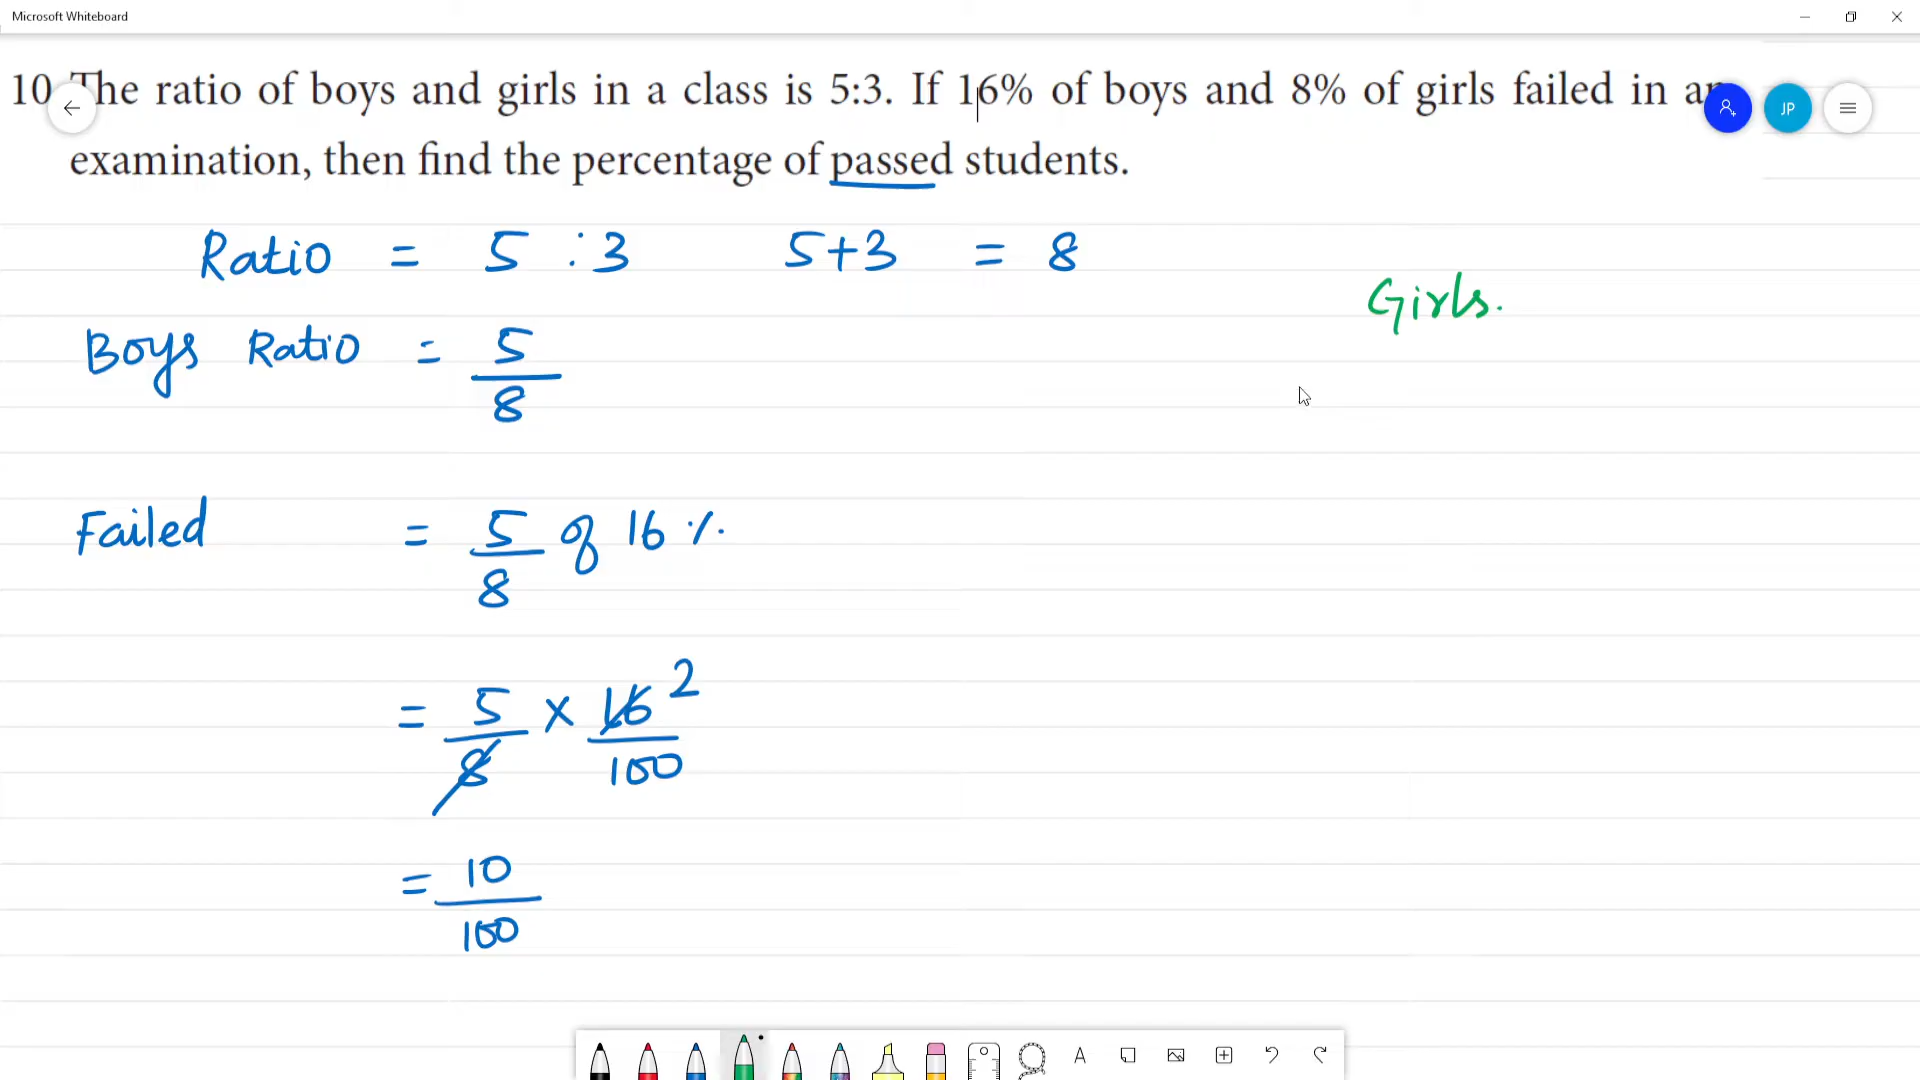 Microsoft Whiteboard
10. The ratio of boys and girls in a class is 5:3. If 16% of boys and 8% of girls failed in an
examination, then find the percentage of passed students.
JP
Ratio = 5 : 3 5+3 = 8
Girls.
Boys Ratio = 5
8
Failed = 5 of 16 %
8
= 5 × 16 2
8 100
= 10
100
A